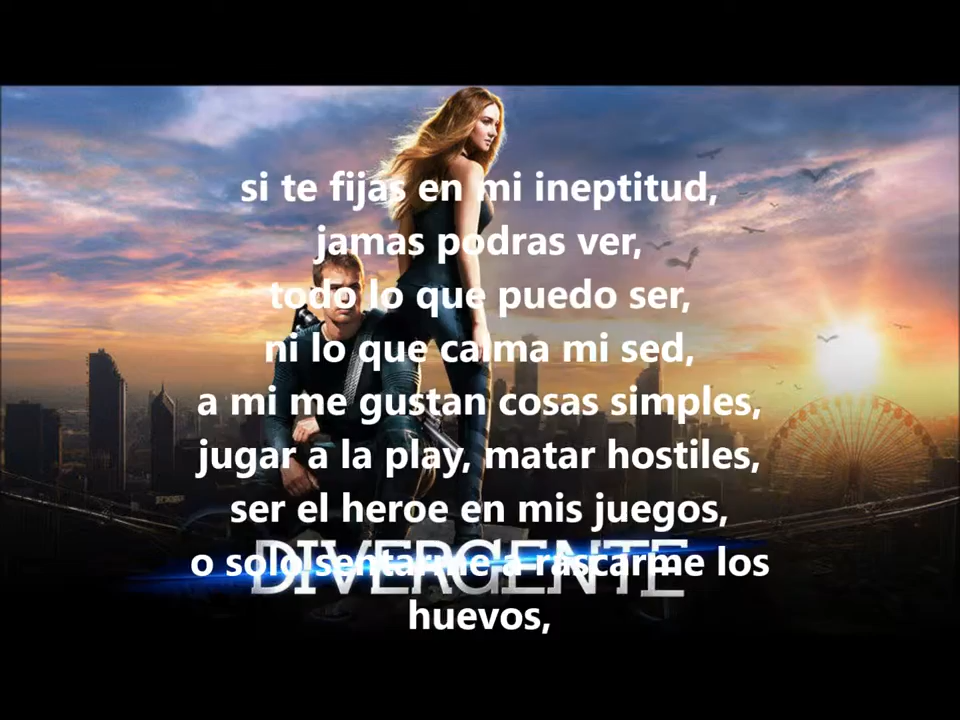 si te fijas en mi ineptitud,
jamas podras ver,
todo lo que puedo ser,
ni lo que calma mi sed,
a mi me gustan cosas simples,
jugar a la play, matar hostiles,
ser el heroe en mis juegos,
o solo sentarme a rascarme los
DIVERGENTE
huevos,